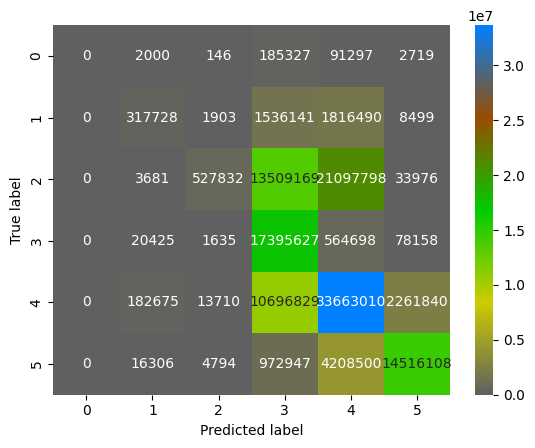 1e7
0 0 2000 146 185327 91297 2719
1 0 317728 1903 1536141 1816490 8499
2 0 3681 527832 13509169 21097798 33976
3 0 20425 1635 17395627 564698 78158
4 0 182675 13710 10696829 33663010 2261840
5 0 16306 4794 972947 4208500 14516108
0 1 2 3 4 5
Predicted label
True label
3.0
2.5
2.0
1.5
1.0
0.5
0.0